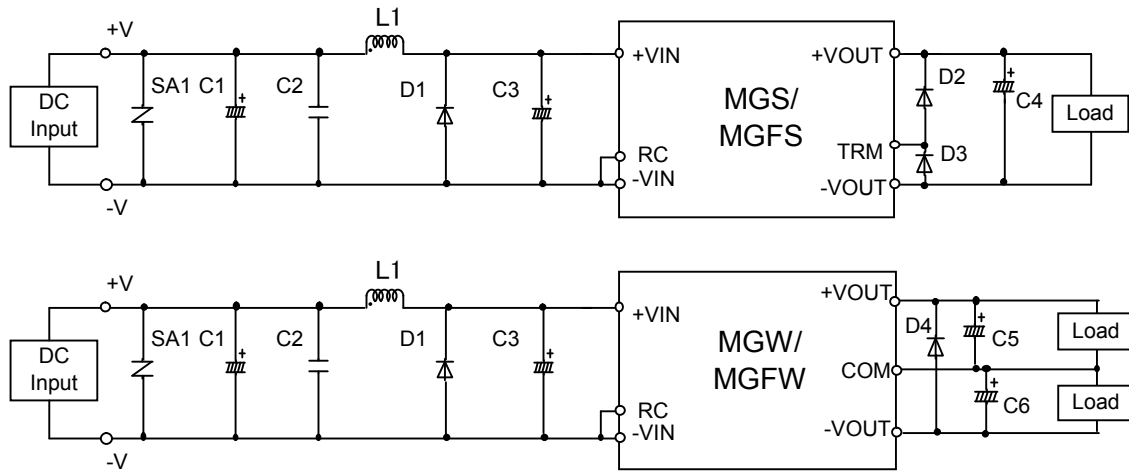 L1
+V
+VIN
+VOUT
SA1
C1
+
C2
D1
C3
+
D2
+
C4
DC
Input
MGS/
MGFS
Load
RC
TRM
D3
-VIN
-VOUT
-V
L1
+V
+VOUT
+VIN
SA1
C1
+
C2
D1
C3
+
D4
+
C5
Load
DC
Input
MGW/
MGFW
COM
+
C6
Load
RC
-VIN
-VOUT
-V